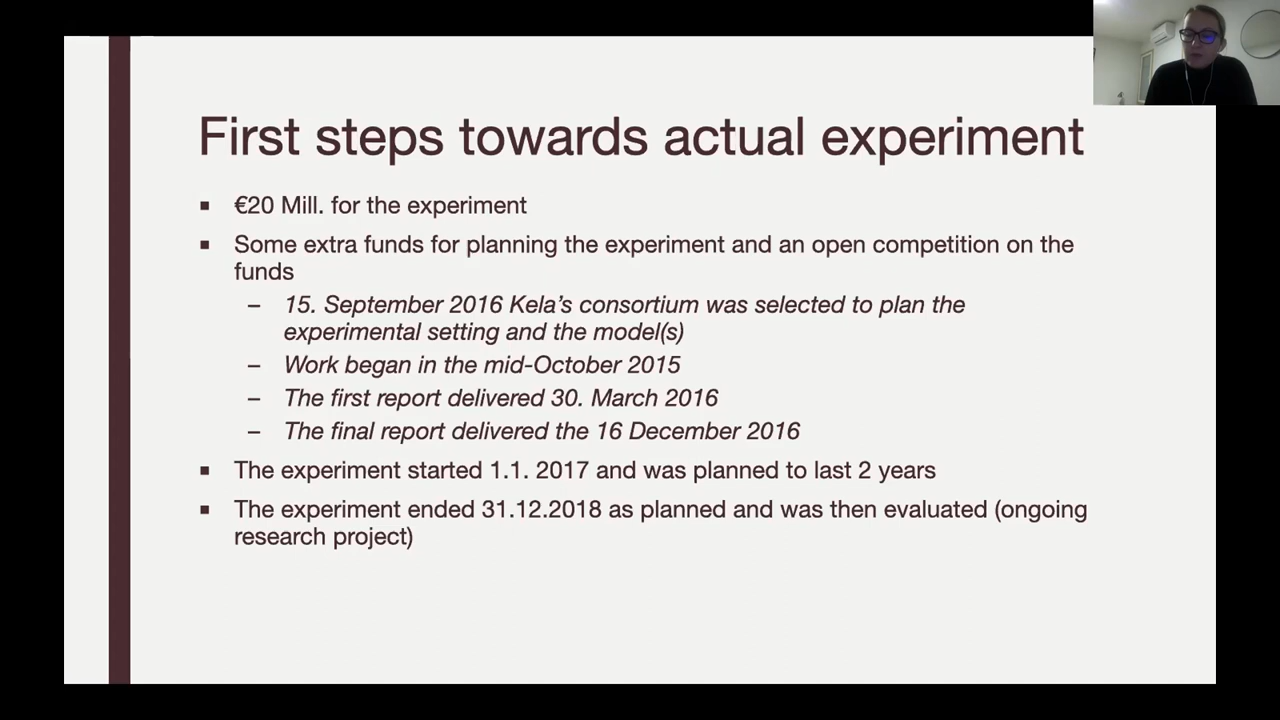 First steps towards actual experiment
▪ €20 Mill. for the experiment
▪ Some extra funds for planning the experiment and an open competition on the
funds
– 15. September 2016 Kela’s consortium was selected to plan the
experimental setting and the model(s)
– Work began in the mid-October 2015
– The first report delivered 30. March 2016
– The final report delivered the 16 December 2016
▪ The experiment started 1.1. 2017 and was planned to last 2 years
▪ The experiment ended 31.12.2018 as planned and was then evaluated (ongoing
research project)